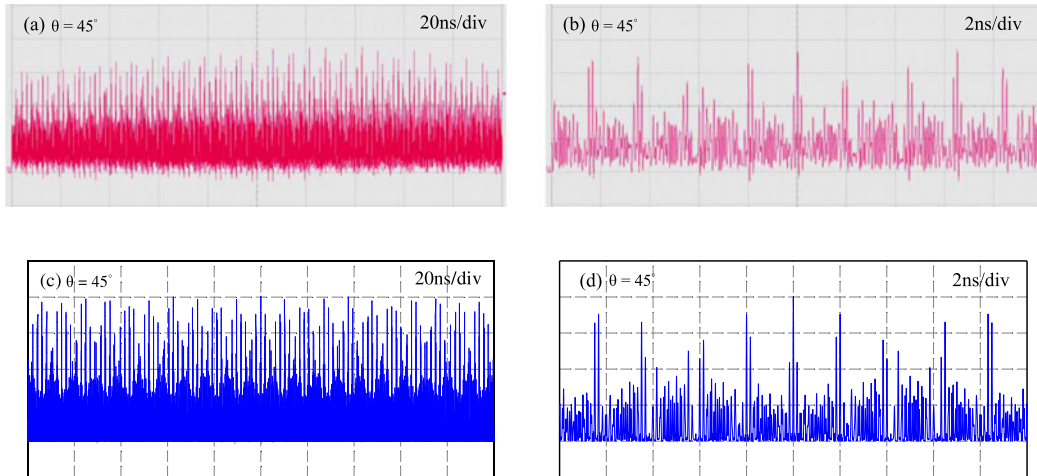 (a) θ = 45° 20ns/div
(b) θ = 45° 2ns/div
(c) θ = 45° 20ns/div
(d) θ = 45° 2ns/div